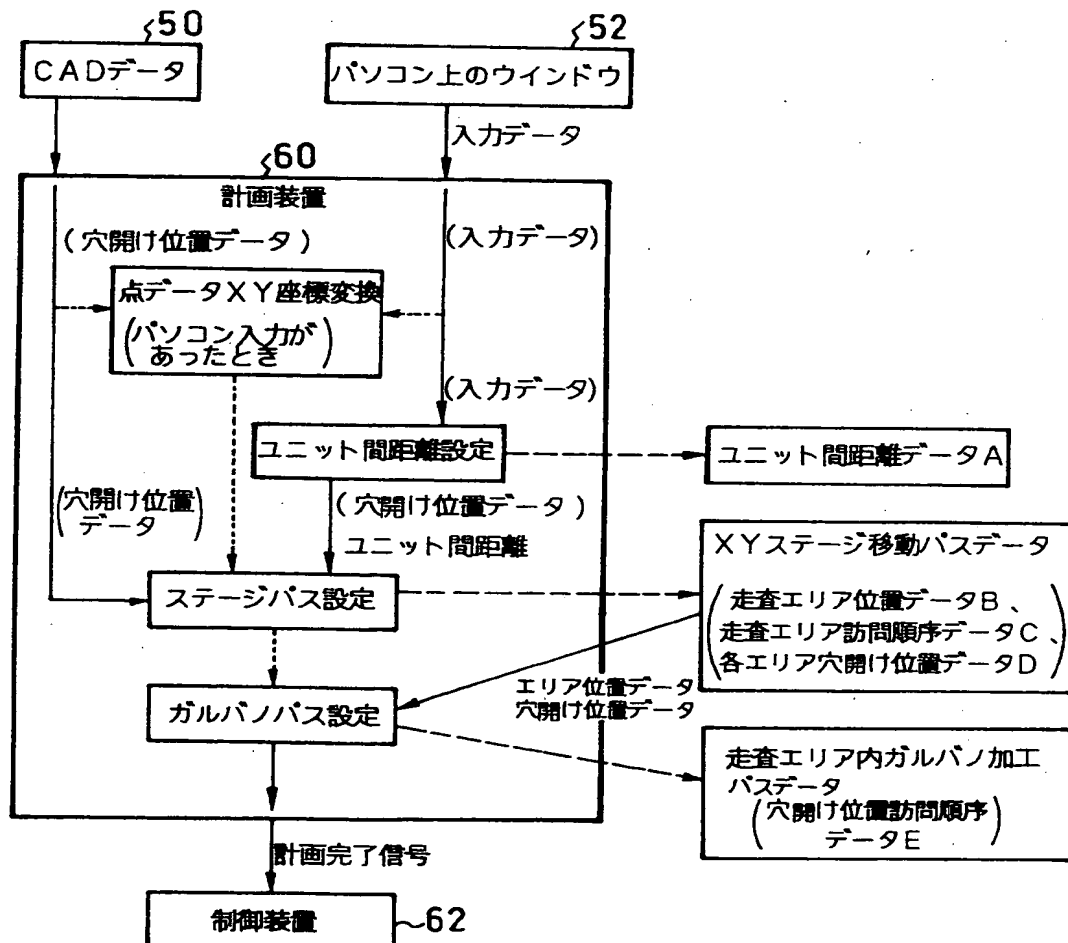 50
CADデータ
52
パソコン上のウインドウ
入力データ
60
計画装置
(穴開け位置データ)
(入力データ)
点データXY座標変換
(パソコン入力が
あったとき)
(入力データ)
ユニット間距離設定
ユニット間距離データA
(穴開け位置
データ)
(穴開け位置データ)
ユニット間距離
XYステージ移動パスデータ
(走査エリア位置データB、
走査エリア訪問順序データC、
各エリア穴開け位置データD)
ステージパス設定
エリア位置データ
穴開け位置データ
ガルバノパス設定
走査エリア内ガルバノ加工
パスデータ
(穴開け位置訪問順序
データE)
計画完了信号
制御装置
62